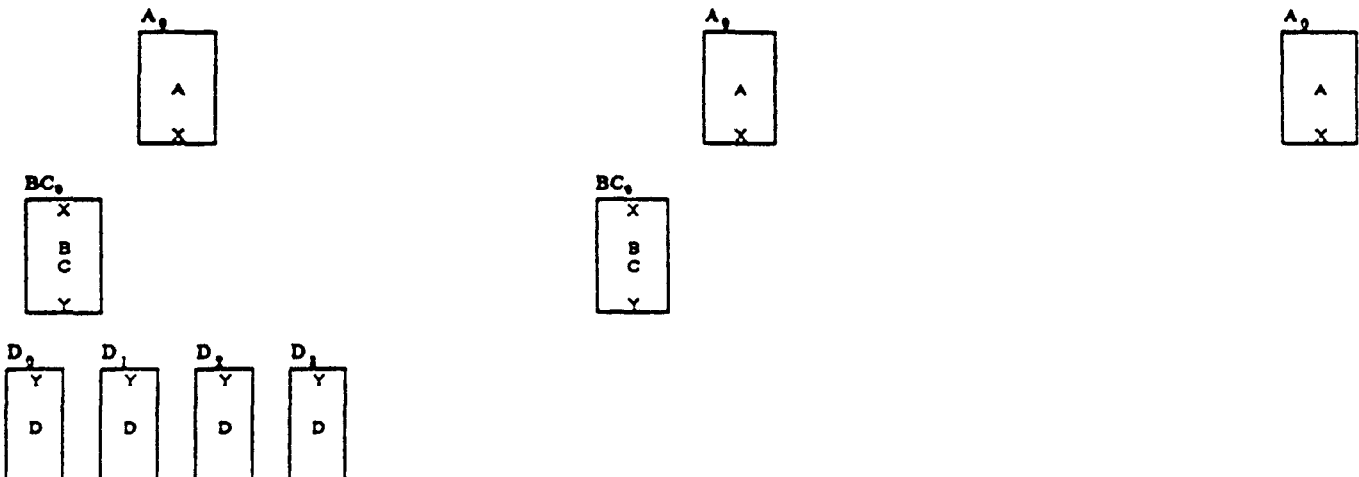 A₀ A₀ A₀
A A A
X X X
BC₀ BC₀
X X
B B
C C
Y Y
D₀ D₁ D₂ D₃
Y Y Y Y
D D D D